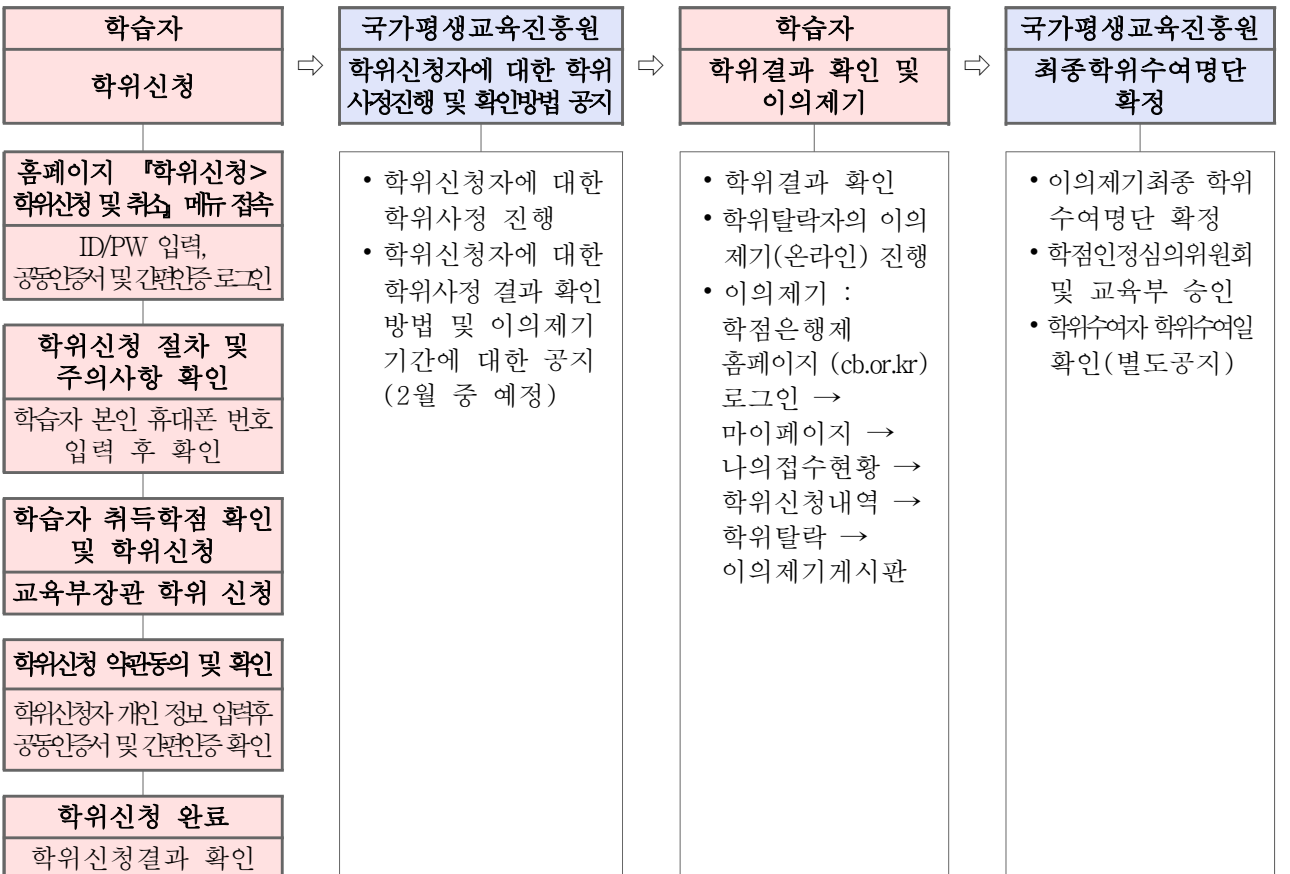 학습자
학위신청
홈페이지 『학위신청>
학위신청 및 취소』 메뉴 접속
ID/PW 입력,
공동인증서 및 간편인증 로그인
학위신청 절차 및
주의사항 확인
학습자 본인 휴대폰 번호
입력 후 확인
학습자 취득학점 확인
및 학위신청
교육부장관 학위 신청
학위신청 약관동의 및 확인
학위신청자 개인 정보 입력후
공동인증서 및 간편인증 확인
학위신청 완료
학위신청결과 확인
⇨
국가평생교육진흥원
학위신청자에 대한 학위
사정진행 및 확인방법 공지
• 학위신청자에 대한
학위사정 진행
• 학위신청자에 대한
학위사정 결과 확인
방법 및 이의제기
기간에 대한 공지
(2월 중 예정)
⇨
학습자
학위결과 확인 및
이의제기
• 학위결과 확인
• 학위탈락자의 이의
제기(온라인) 진행
• 이의제기 :
학점은행제
홈페이지 (cb.or.kr)
로그인 →
마이페이지 →
나의접수현황 →
학위신청내역 →
학위탈락 →
이의제기게시판
⇨
국가평생교육진흥원
최종학위수여명단
확정
• 이의제기최종 학위
수여명단 확정
• 학점인정심의위원회
및 교육부 승인
• 학위수여자 학위수여일
확인(별도공지)